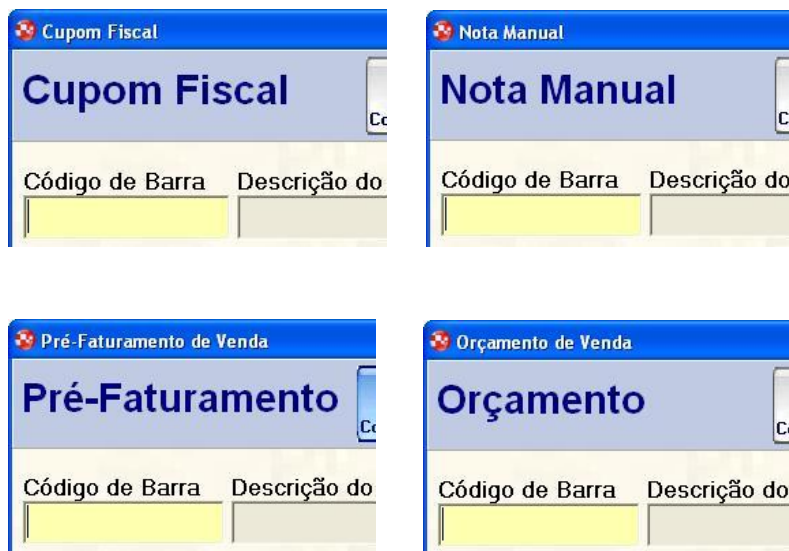 Cupom Fiscal
Cupom Fiscal
Código de Barra Descrição do
Nota Manual
Nota Manual
Código de Barra Descrição do
Pré-Faturamento de Venda
Pré-Faturamento
Código de Barra Descrição do
Orçamento de Venda
Orçamento
Código de Barra Descrição do